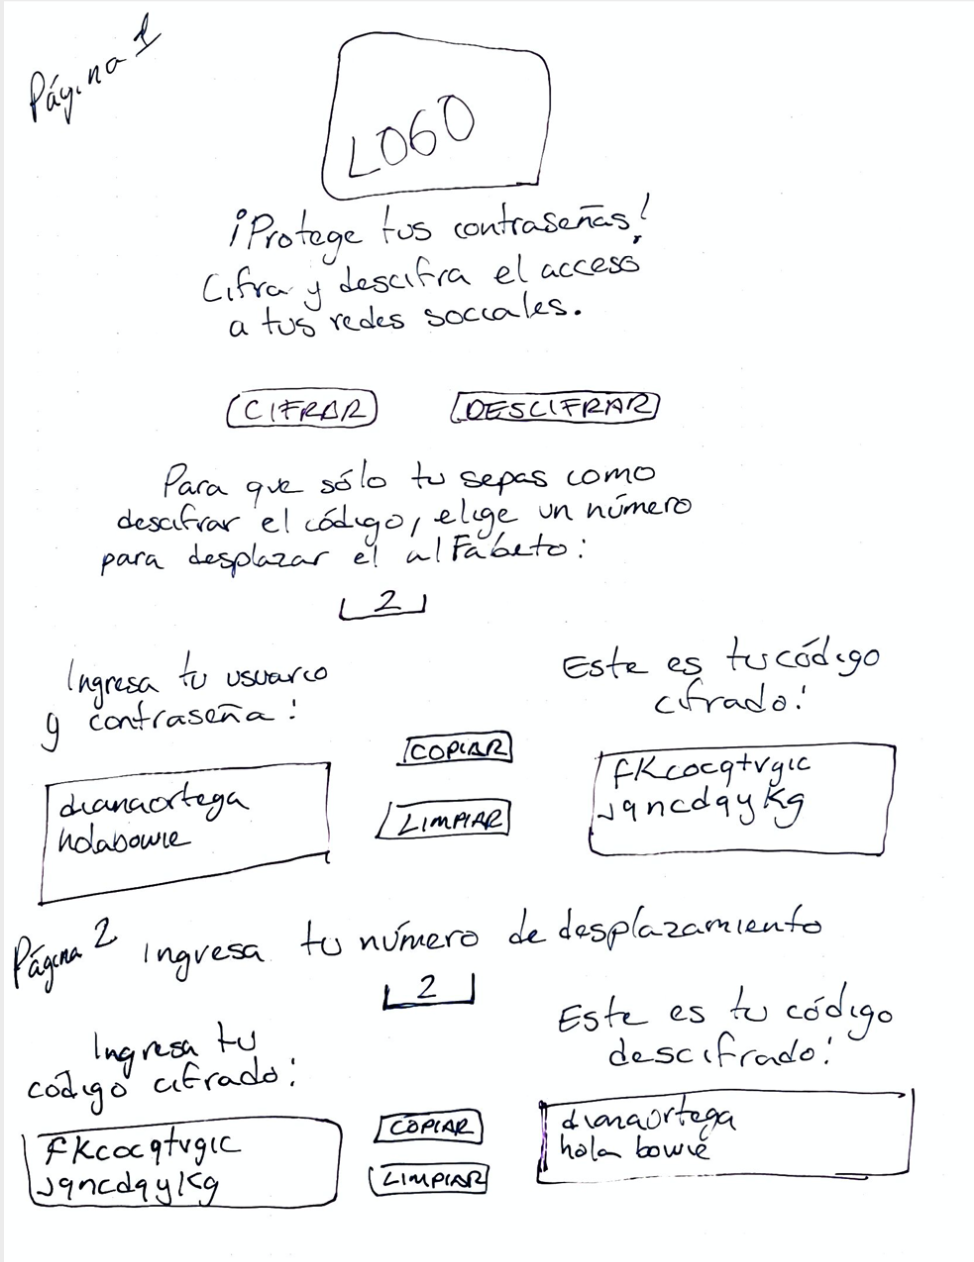 Página 1
LOGO
¡Protege tus contraseñas!
Cifra y descifra el acceso
a tus redes sociales.
CIFRAR DESCIFRAR
Para que sólo tu sepas como
descifrar el código, elige un número
para desplazar el alfabeto:
2
Ingresa tu usuario
y contraseña:
Este es tu código
cifrado:
COPIAR
LIMPIAR
dianaortega
holabowie
fkcocqtvgic
jqncdqykg
Página 2
Ingresa tu número de desplazamiento
2
Ingresa tu
código cifrado:
Este es tu código
descifrado:
fkcocqtvgic
jqncdqykg
COPIAR
LIMPIAR
dianaortega
hola bowie